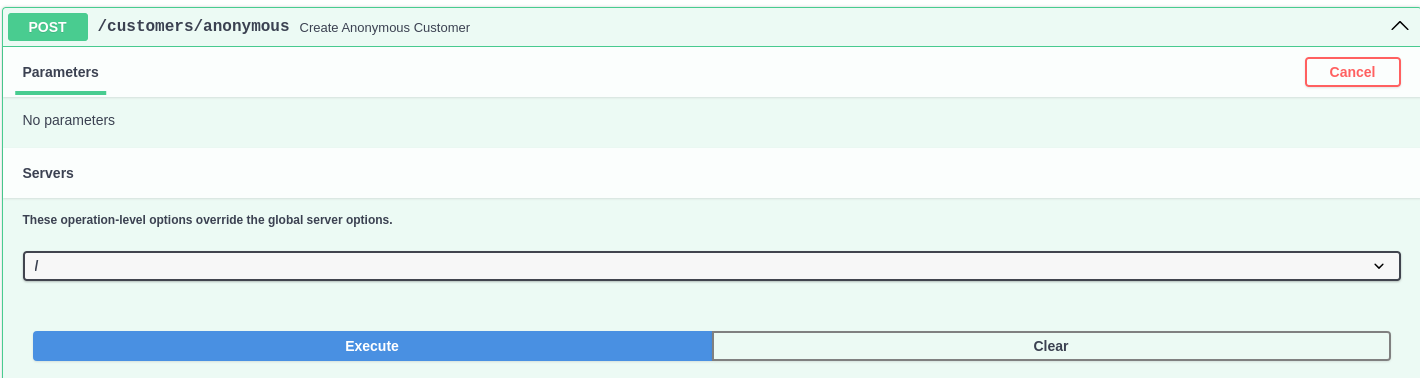 POST /customers/anonymous Create Anonymous Customer
Parameters Cancel
No parameters
Servers
These operation-level options override the global server options.
/
Execute Clear